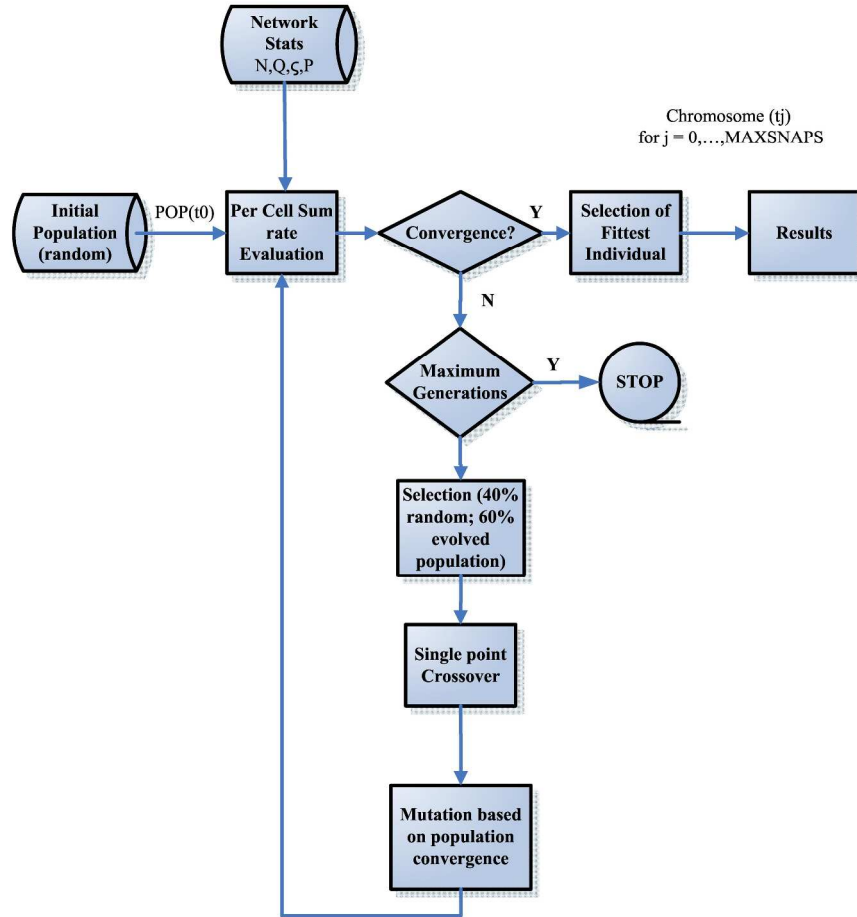 Network
Stats
N,Q,ς,P
Chromosome (tj)
for j = 0,…,MAXSNAPS
Initial
Population
(random)
POP(t0)
Per Cell Sum
rate
Evaluation
Convergence?
Y
Selection of
Fittest
Individual
Results
N
Maximum
Generations
Y
STOP
Selection (40%
random; 60%
evolved
population)
Single point
Crossover
Mutation based
on population
convergence